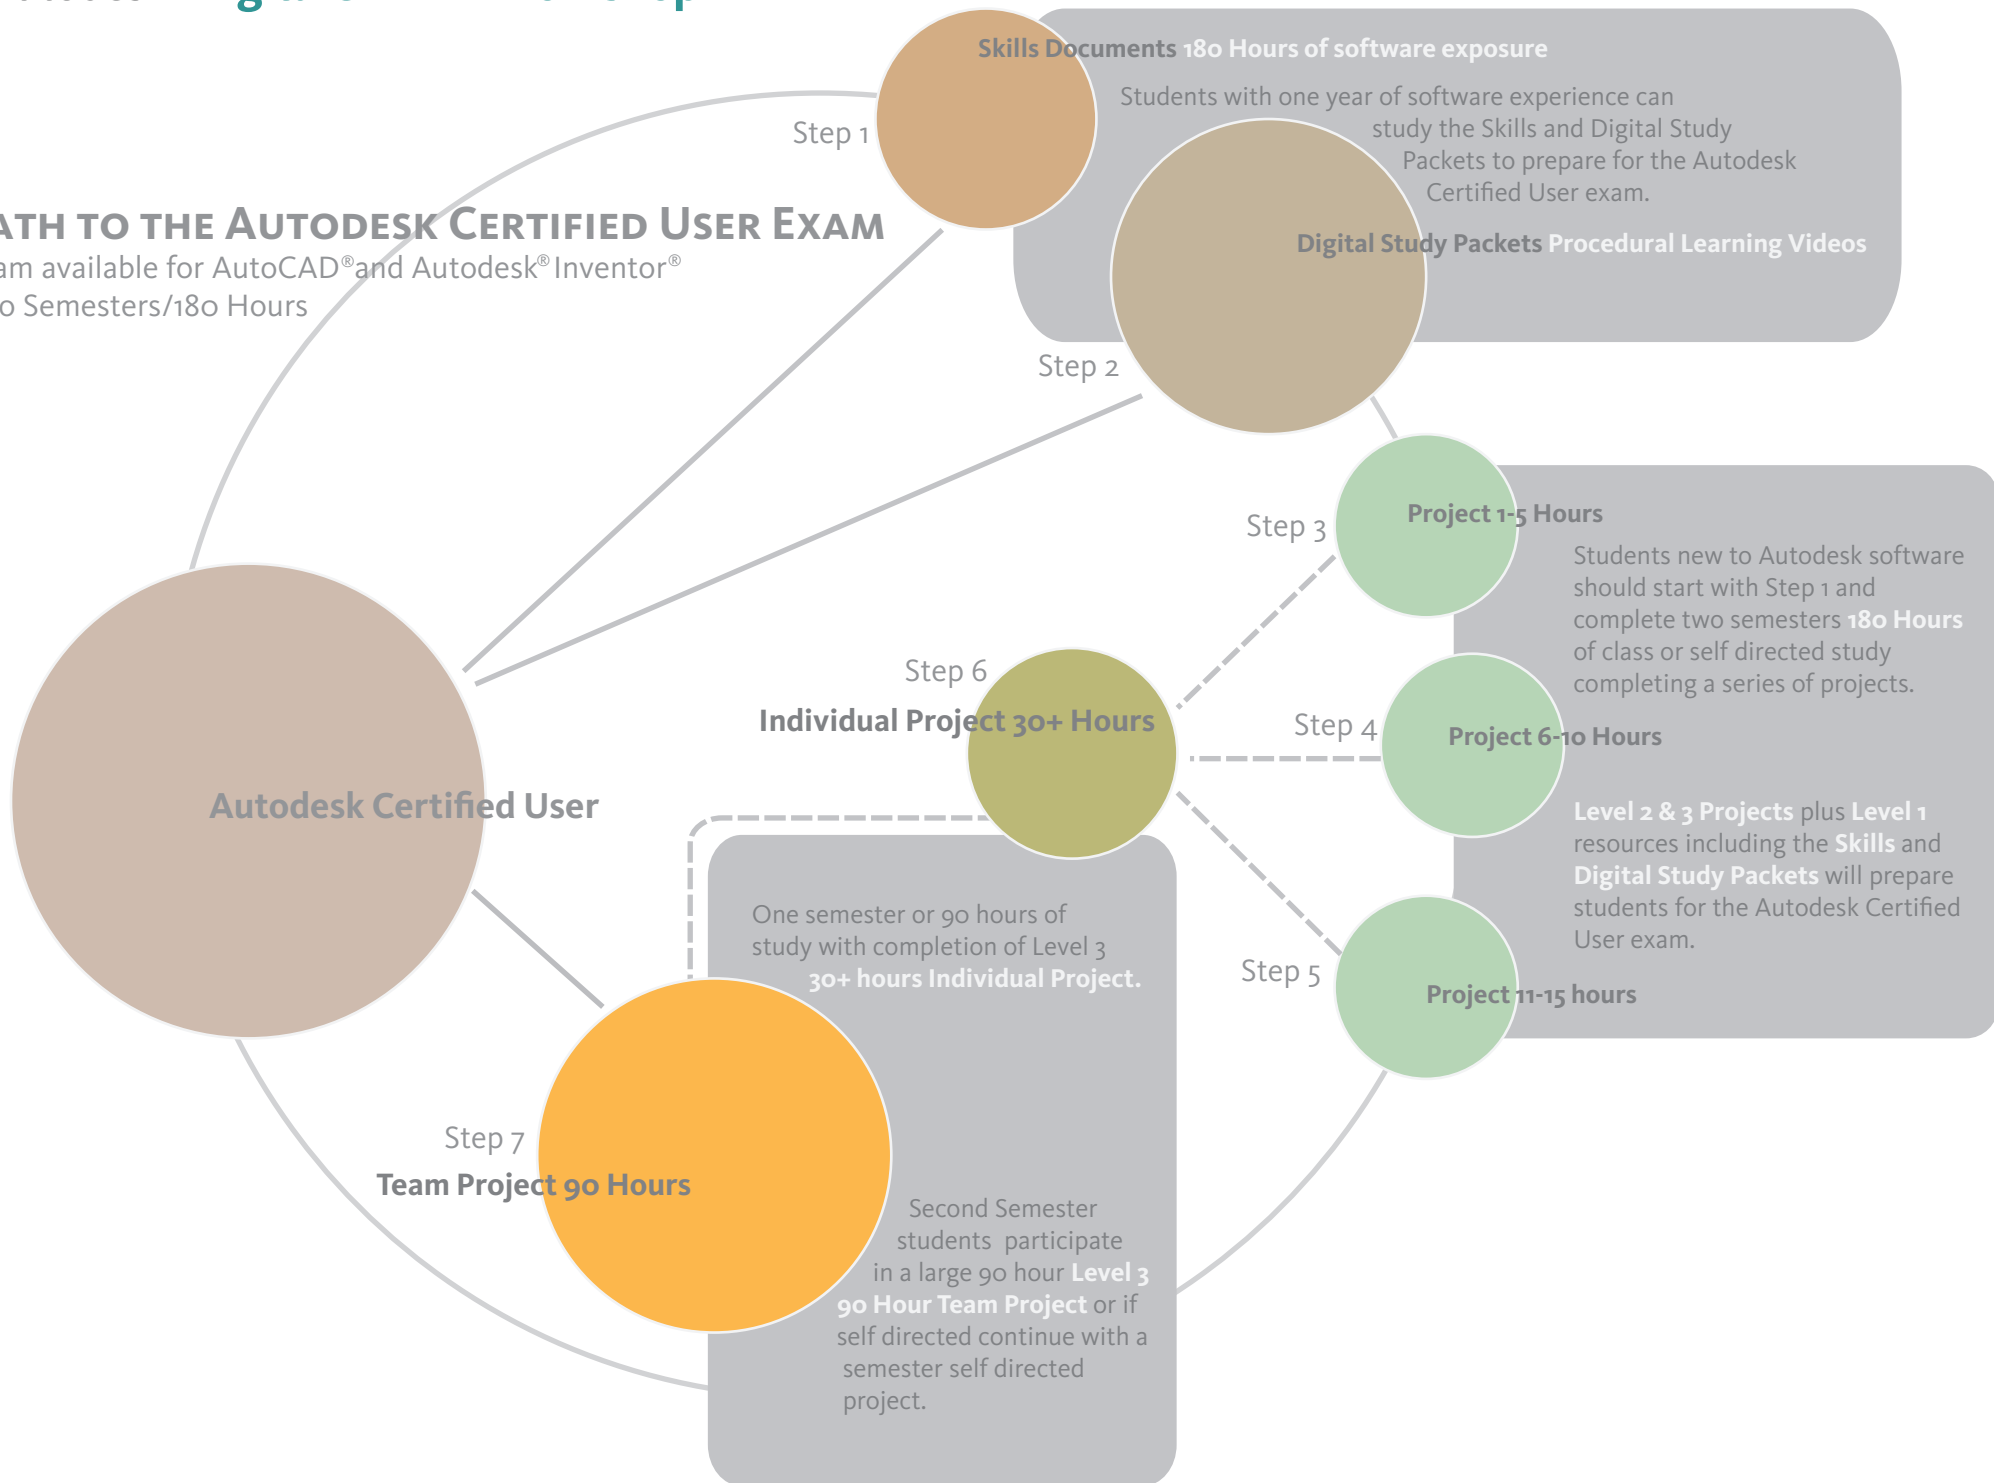 Skills Documents 180 Hours of software exposure
Students with one year of software experience can
study the Skills and Digital Study
Packets to prepare for the Autodesk
Certified User exam.
Step 1
ATH TO THE AUTODESK CERTIFIED USER EXAM
am available for AutoCAD® and Autodesk® Inventor®
o Semesters/180 Hours
Digital Study Packets Procedural Learning Videos
Step 2
Step 3
Project 1-5 Hours
Students new to Autodesk software
should start with Step 1 and
complete two semesters 180 Hours
of class or self directed study
completing a series of projects.
Step 6
Individual Project 30+ Hours
Step 4
Project 6-10 Hours
Autodesk Certified User
Level 2 & 3 Projects plus Level 1
resources including the Skills and
Digital Study Packets will prepare
students for the Autodesk Certified
User exam.
One semester or 90 hours of
study with completion of Level 3
30+ hours Individual Project.
Step 5
Project 11-15 hours
Step 7
Team Project 90 Hours
Second Semester
students participate
in a large 90 hour Level 3
90 Hour Team Project or if
self directed continue with a
semester self directed
project.